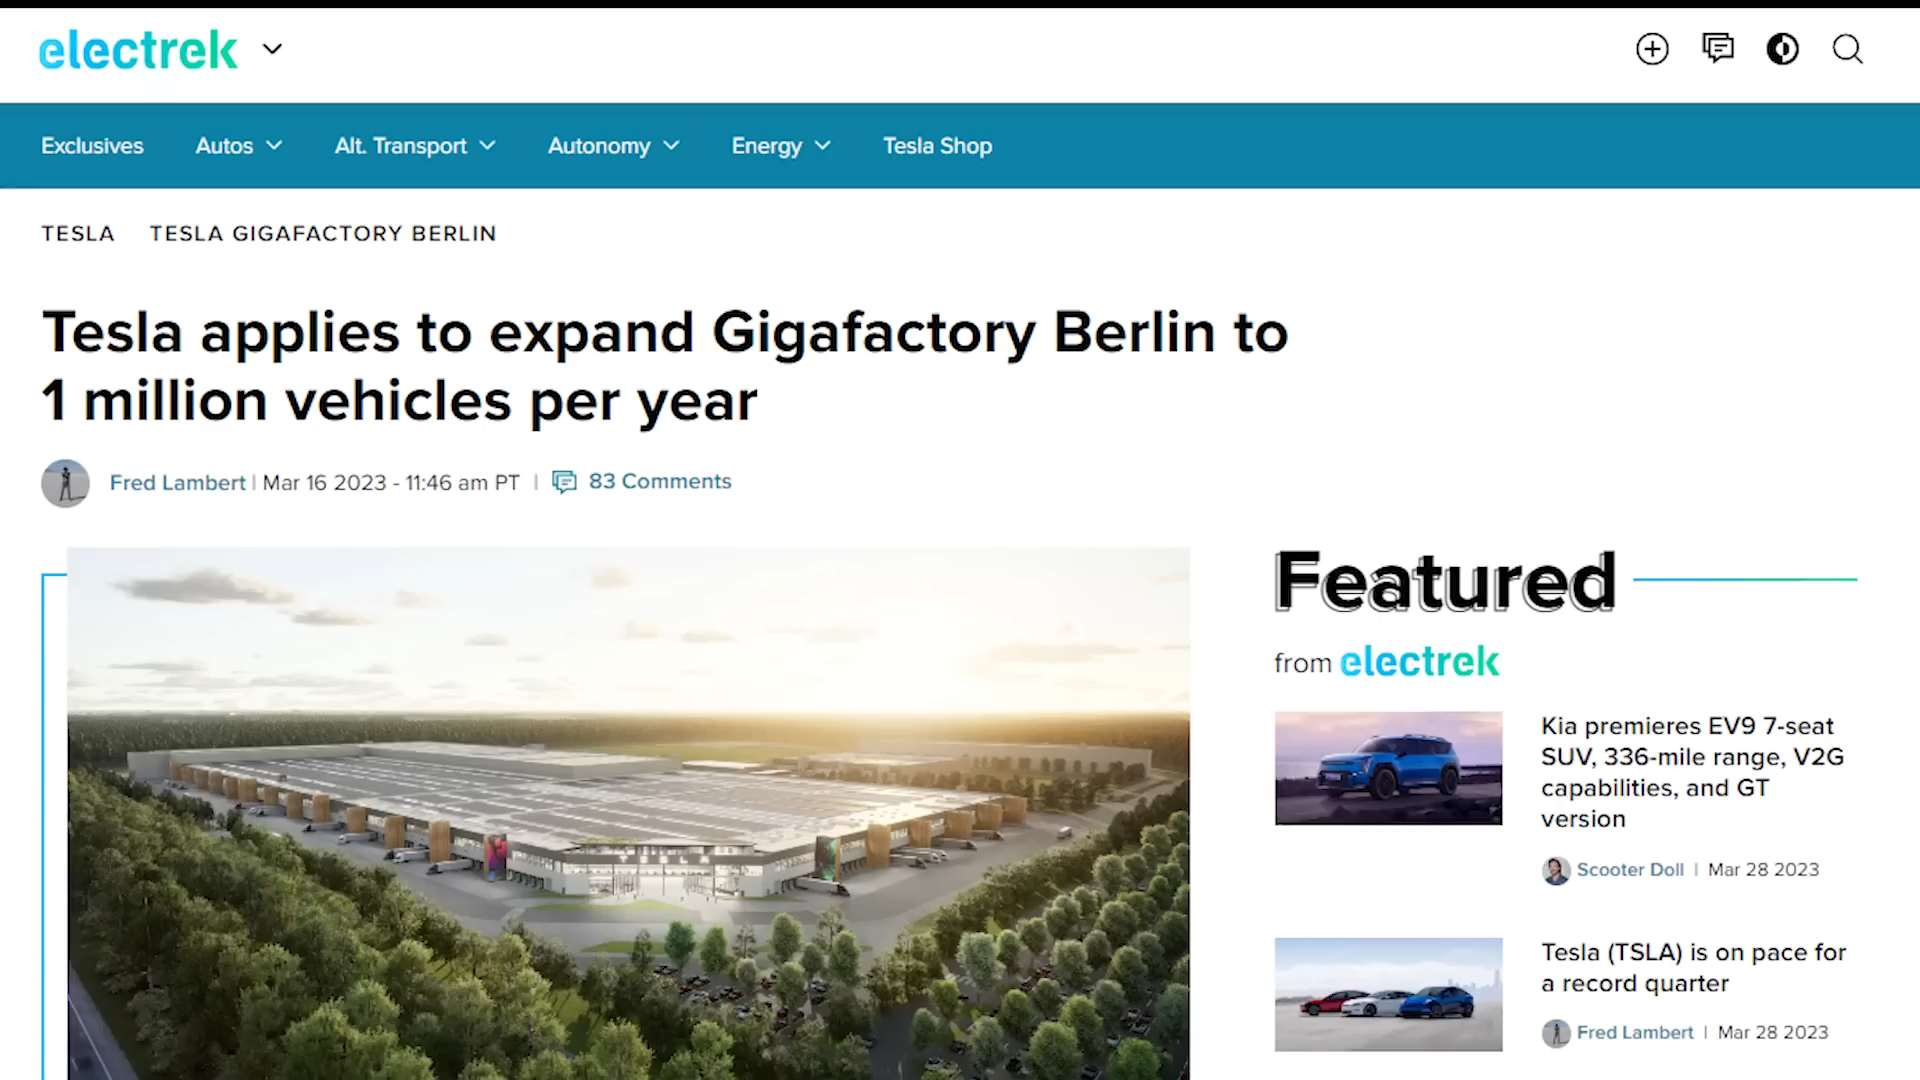 electrek
Exclusives
Autos
Alt. Transport
Autonomy
Energy
Tesla Shop
TESLA
TESLA GIGAFACTORY BERLIN
Tesla applies to expand Gigafactory Berlin to
1 million vehicles per year
Fred Lambert | Mar 16 2023 - 11:46 am PT | 83 Comments
TESLA
Featured
from electrek
Kia premieres EV9 7-seat
SUV, 336-mile range, V2G
capabilities, and GT
version
Scooter Doll | Mar 28 2023
Tesla (TSLA) is on pace for
a record quarter
Fred Lambert | Mar 28 2023